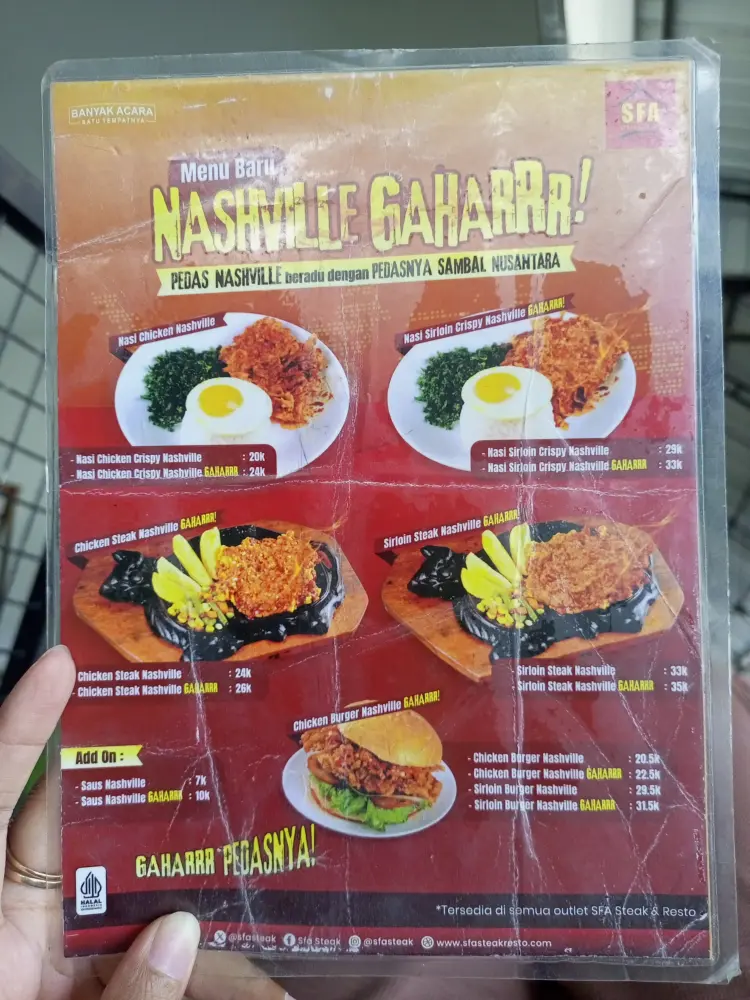 BANYAK ACARA
SATU TEMPATNYA
SFA
Menu Baru
NASHVILLE GAHARRR!
PEDAS NASHVILLE beradu dengan PEDASNYA SAMBAL NUSANTARA
Nasi Chicken Nashville
- Nasi Chicken Crispy Nashville : 20k
- Nasi Chicken Crispy Nashville GAHARRR : 24k
Nasi Sirloin Crispy Nashville GAHARRR!
- Nasi Sirloin Crispy Nashville : 29k
- Nasi Sirloin Crispy Nashville GAHARRR : 33k
Chicken Steak Nashville GAHARRR!
Chicken Steak Nashville : 24k
- Chicken Steak Nashville GAHARRR : 26k
Sirloin Steak Nashville GAHARRR!
Sirloin Steak Nashville : 33k
Sirloin Steak Nashville GAHARRR : 35k
Chicken Burger Nashville GAHARRR!
- Chicken Burger Nashville : 20.5k
- Chicken Burger Nashville GAHARRR : 22.5k
- Sirloin Burger Nashville : 29.5k
- Sirloin Burger Nashville GAHARRR : 31.5k
Add On :
- Saus Nashville : 7k
- Saus Nashville GAHARRR : 10k
GAHARRR PEDASNYA!
HALAL
INDONESIA
*Tersedia di semua outlet SFA Steak & Resto
@sfasteak Sfa Steak @sfasteak www.sfasteakresto.com